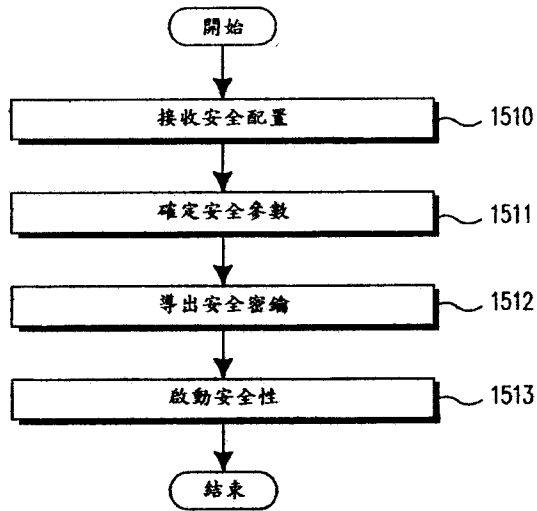 開始
接收安全配置
1510
確定安全參數
1511
導出安全密鑰
1512
啟動安全性
1513
結束